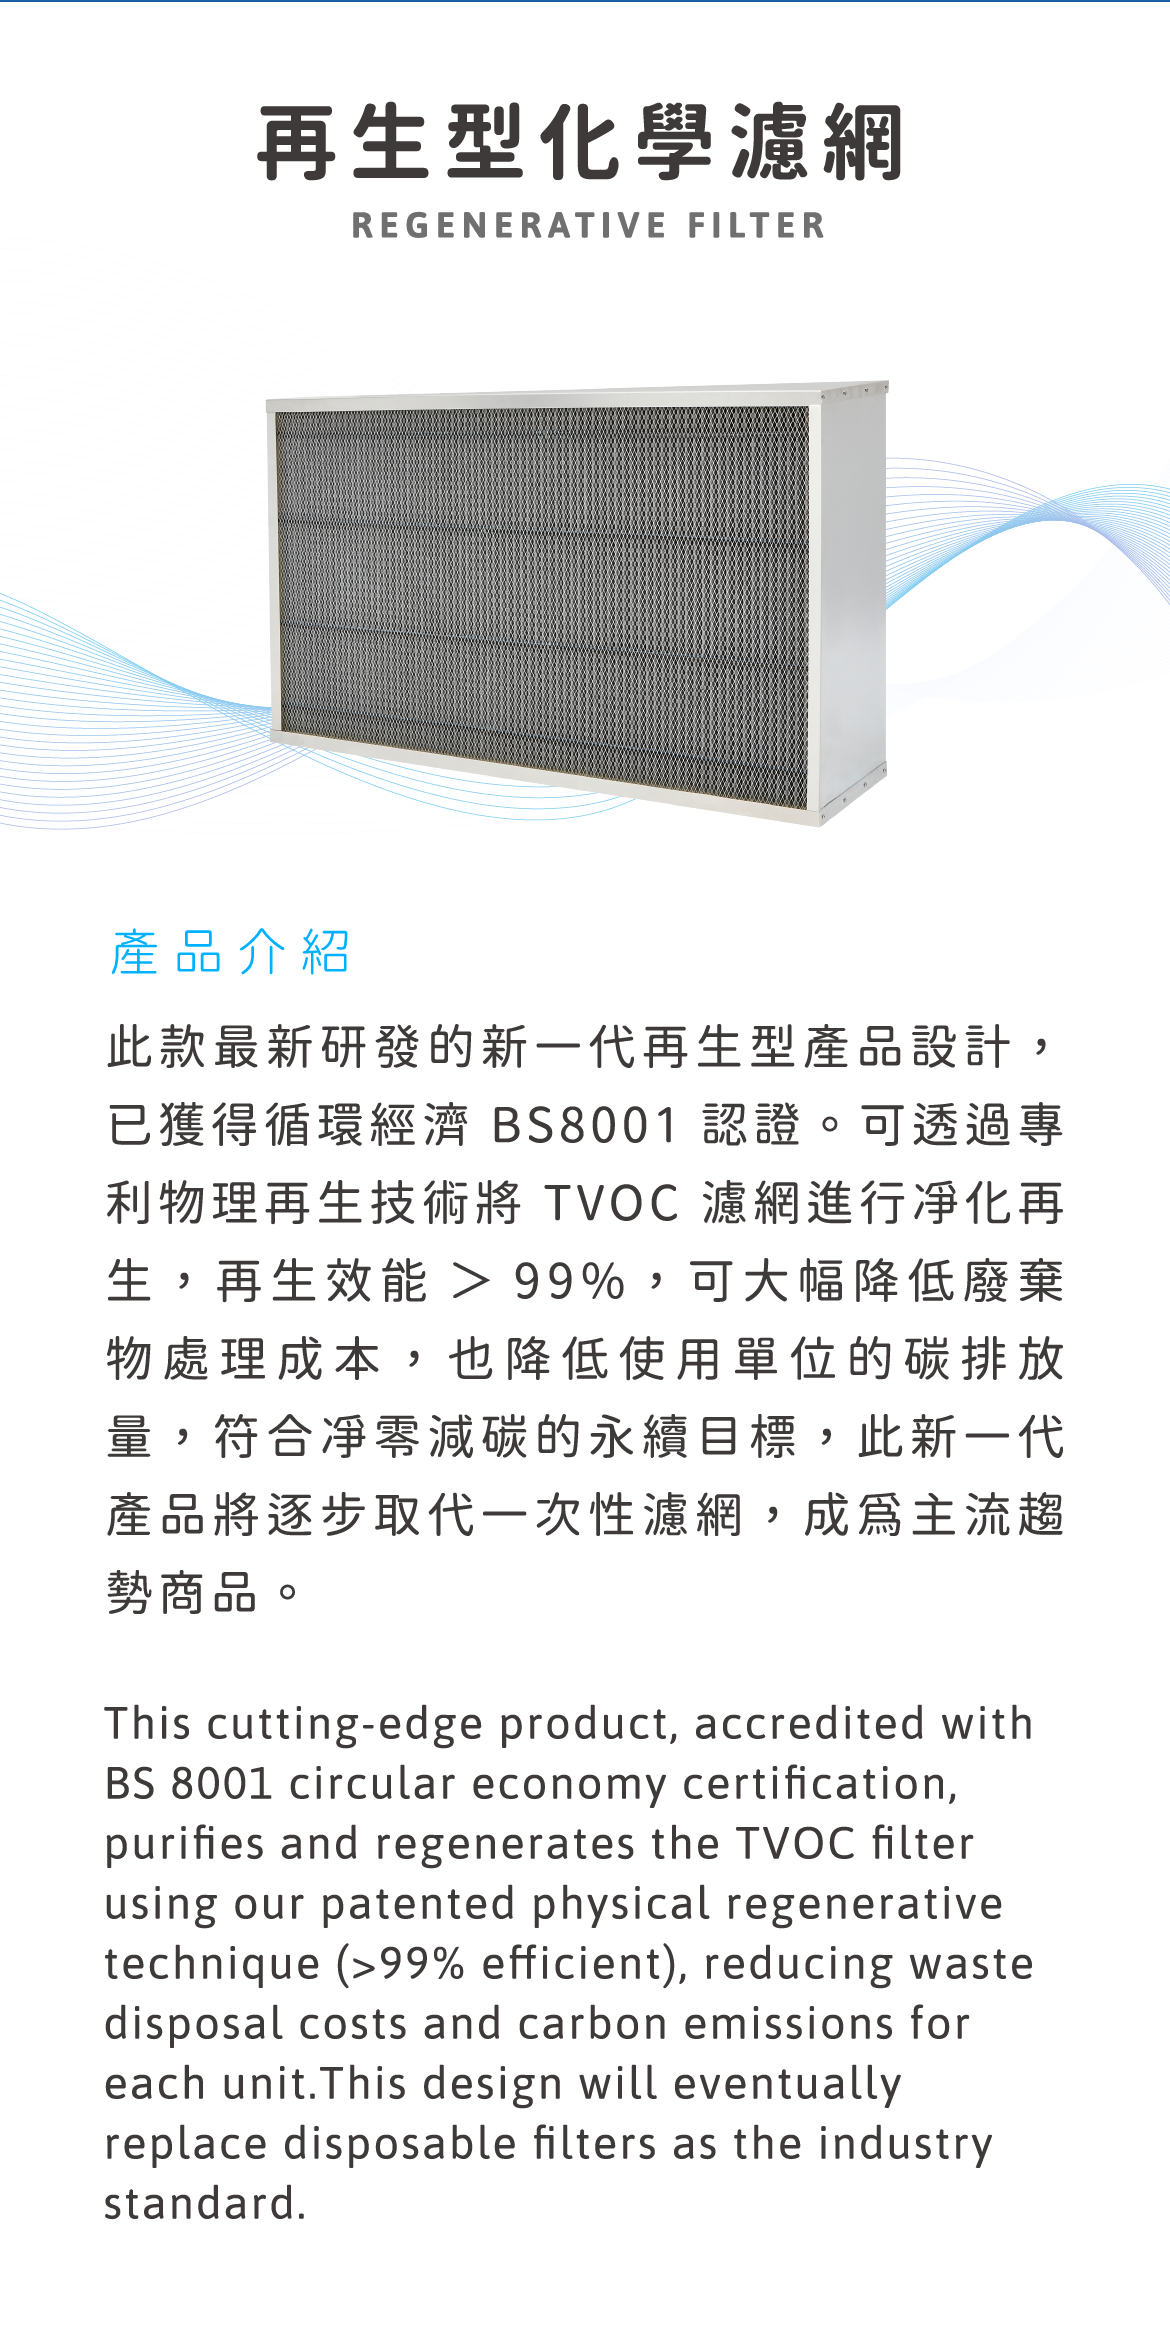 再生型化學濾網
REGENERATIVE FILTER
產品介紹
此款最新研發的新一代再生型產品設計，
已獲得循環經濟 BS8001 認證。可透過專
利物理再生技術將 TVOC 濾網進行淨化再
生，再生效能 ＞ 99%，可大幅降低廢棄
物處理成本，也降低使用單位的碳排放
量，符合淨零減碳的永續目標，此新一代
產品將逐步取代一次性濾網，成爲主流趨
勢商品。
This cutting-edge product, accredited with
BS 8001 circular economy certification,
purifies and regenerates the TVOC filter
using our patented physical regenerative
technique (>99% efficient), reducing waste
disposal costs and carbon emissions for
each unit.This design will eventually
replace disposable filters as the industry
standard.